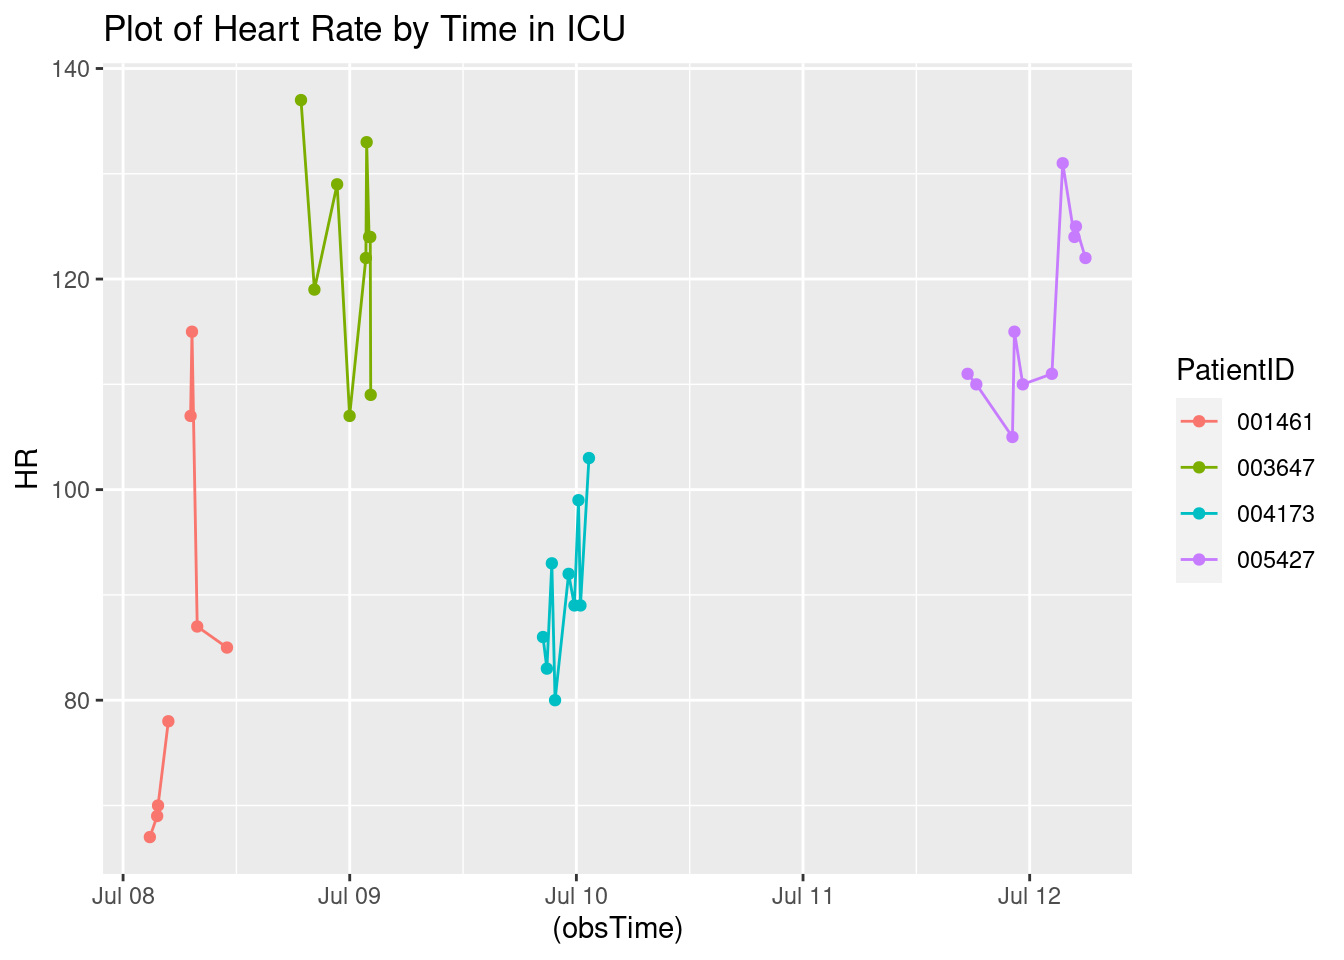 Plot of Heart Rate by Time in ICU
140
120
100
80
HR
Jul 08 Jul 09 Jul 10 Jul 11 Jul 12
(obsTime)
PatientID
001461
003647
004173
005427